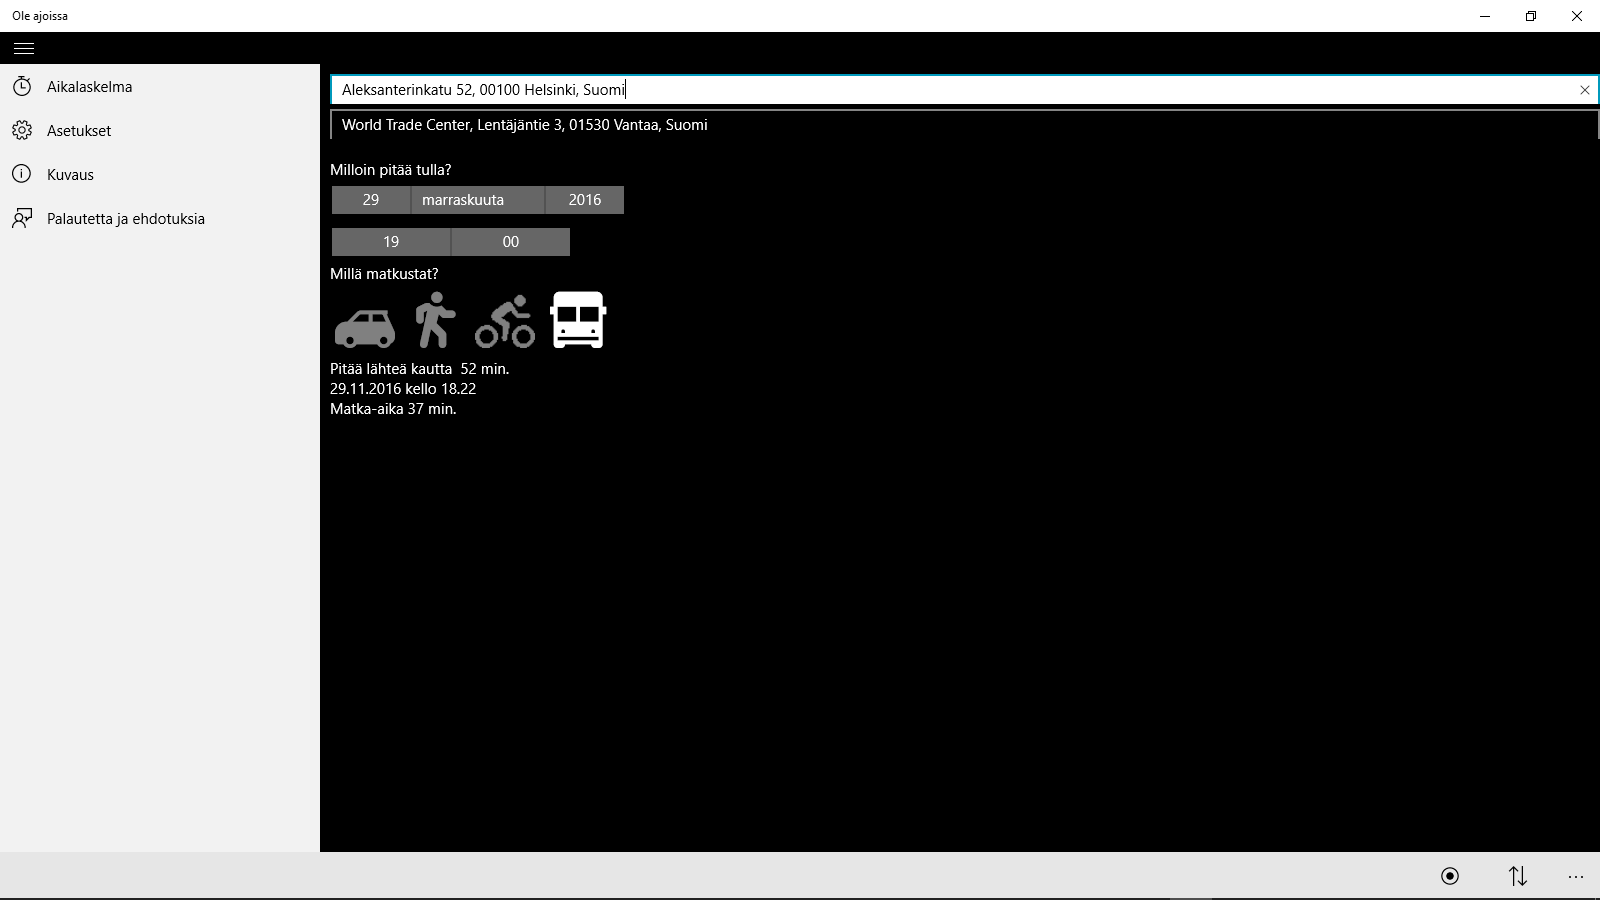 Ole ajoissa
Aikalaskelma
Asetukset
Kuvaus
Palautetta ja ehdotuksia
Aleksanterinkatu 52, 00100 Helsinki, Suomi
World Trade Center, Lentäjäntie 3, 01530 Vantaa, Suomi
Milloin pitää tulla?
29 marraskuuta 2016
19 00
Millä matkustat?
Pitää lähteä kautta 52 min.
29.11.2016 kello 18.22
Matka-aika 37 min.